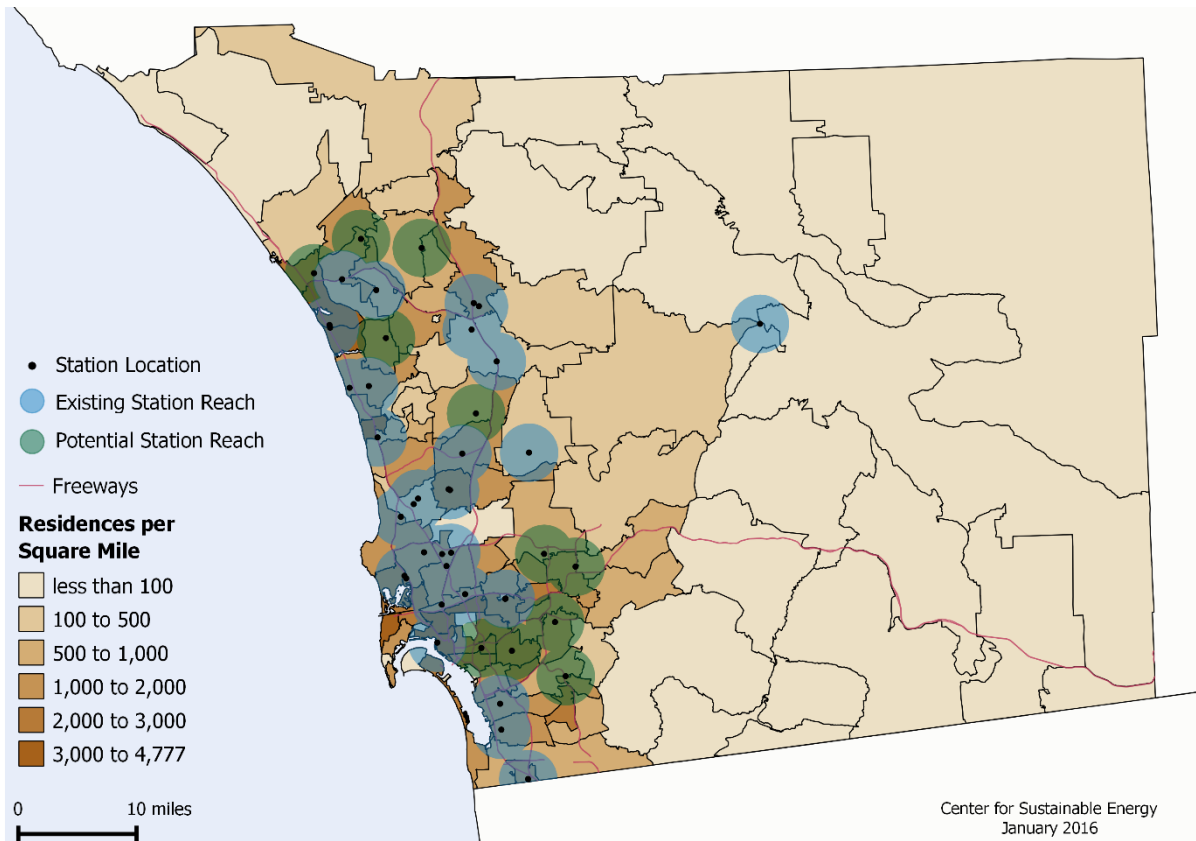 Station Location
Existing Station Reach
Potential Station Reach
Freeways
Residences per
Square Mile
less than 100
100 to 500
500 to 1,000
1,000 to 2,000
2,000 to 3,000
3,000 to 4,777
0 10 miles
Center for Sustainable Energy
January 2016